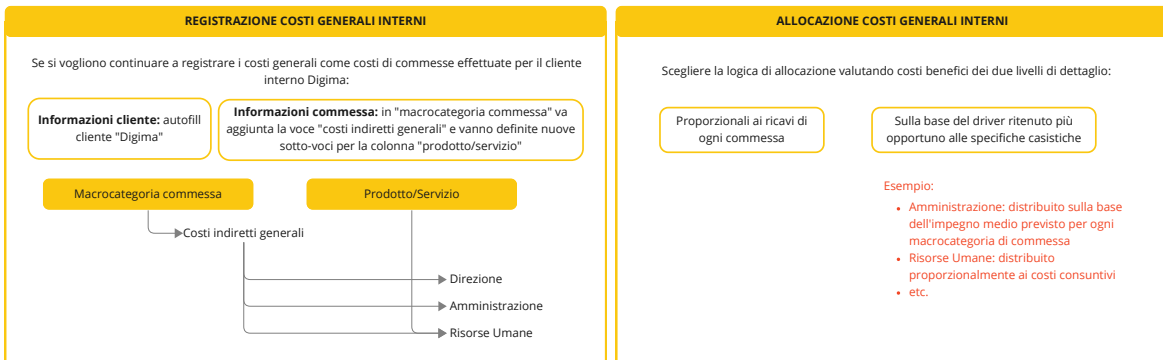 REGISTRAZIONE COSTI GENERALI INTERNI
Se si vogliono continuare a registrare i costi generali come costi di commesse effettuate per il cliente
interno Digima:
Informazioni cliente: autofill
cliente "Digima"
Informazioni commessa: in "macrocategoria commessa" va
aggiunta la voce "costi indiretti generali" e vanno definite nuove
sotto-voci per la colonna "prodotto/servizio"
Macrocategoria commessa
Prodotto/Servizio
Costi indiretti generali
Direzione
Amministrazione
Risorse Umane
ALLOCAZIONE COSTI GENERALI INTERNI
Scegliere la logica di allocazione valutando costi benefici dei due livelli di dettaglio:
Proporzionali ai ricavi di
ogni commessa
Sulla base del driver ritenuto più
opportuno alle specifiche casistiche
Esempio:
• Amministrazione: distribuito sulla base
dell'impegno medio previsto per ogni
macrocategoria di commessa
• Risorse Umane: distribuito
proporzionalmente ai costi consuntivi
• etc.